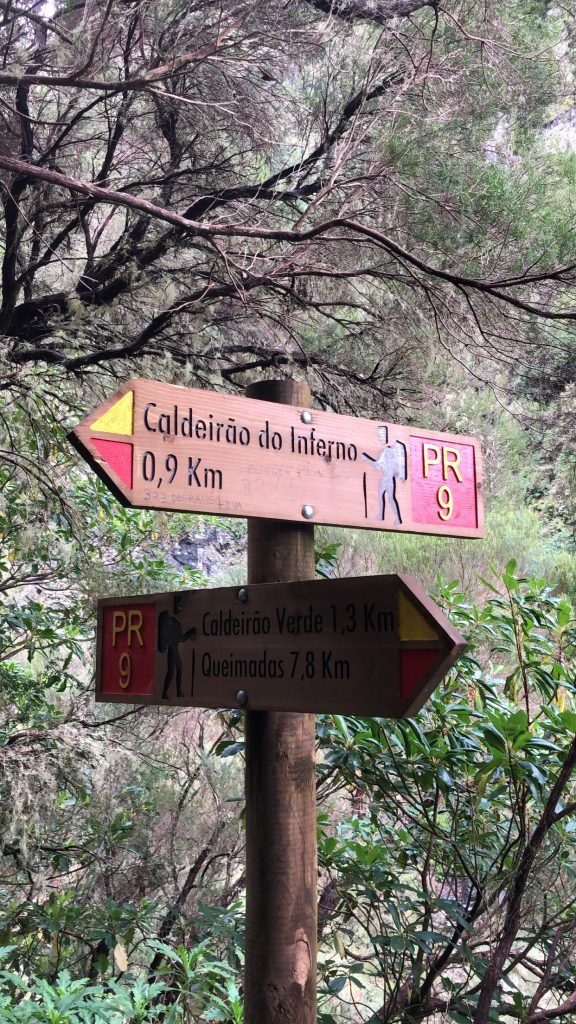 Caldeirão do Inferno
0,9 Km
PR
9
PR
9
Caldeirão Verde 1,3 Km
Queimadas 7,8 Km